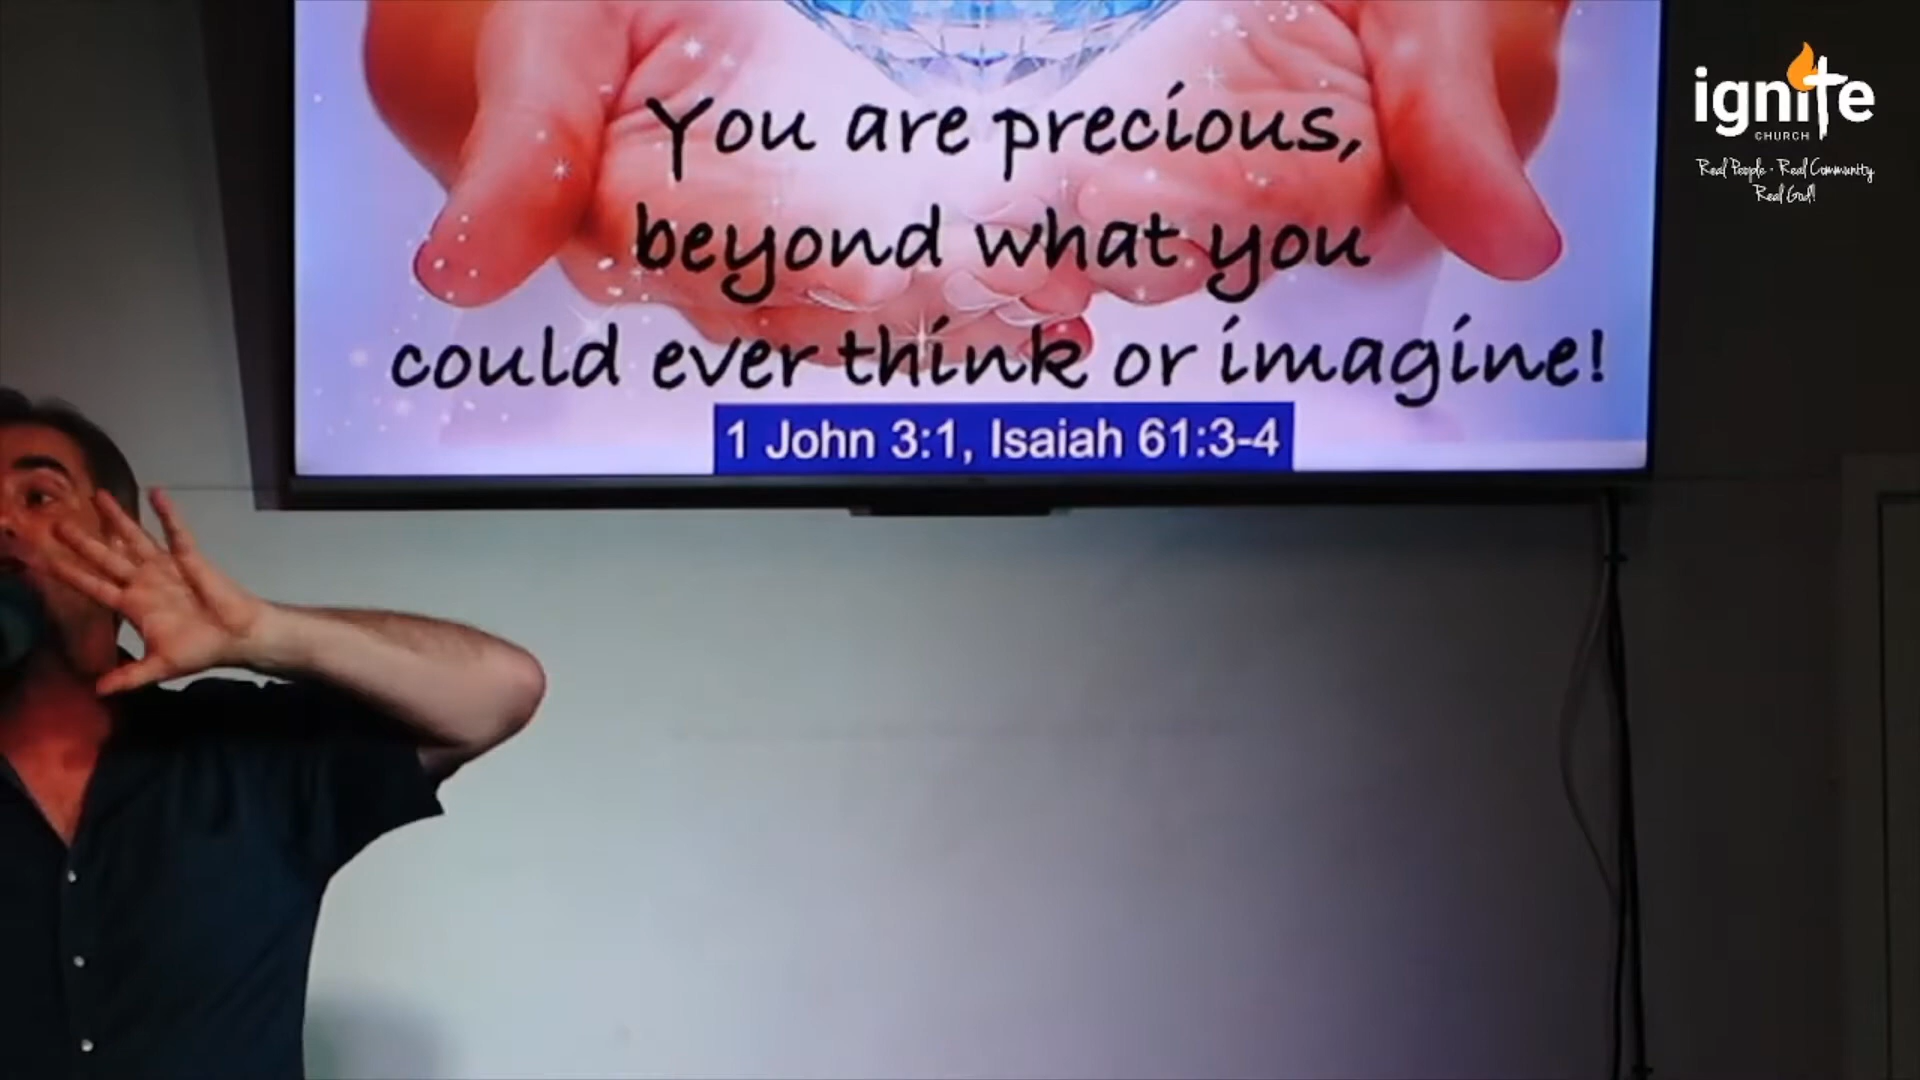 You are precious,
beyond what you
could ever think or imagine!
1 John 3:1, Isaiah 61:3-4
ignite
CHURCH
Real People - Real Community
Real God!